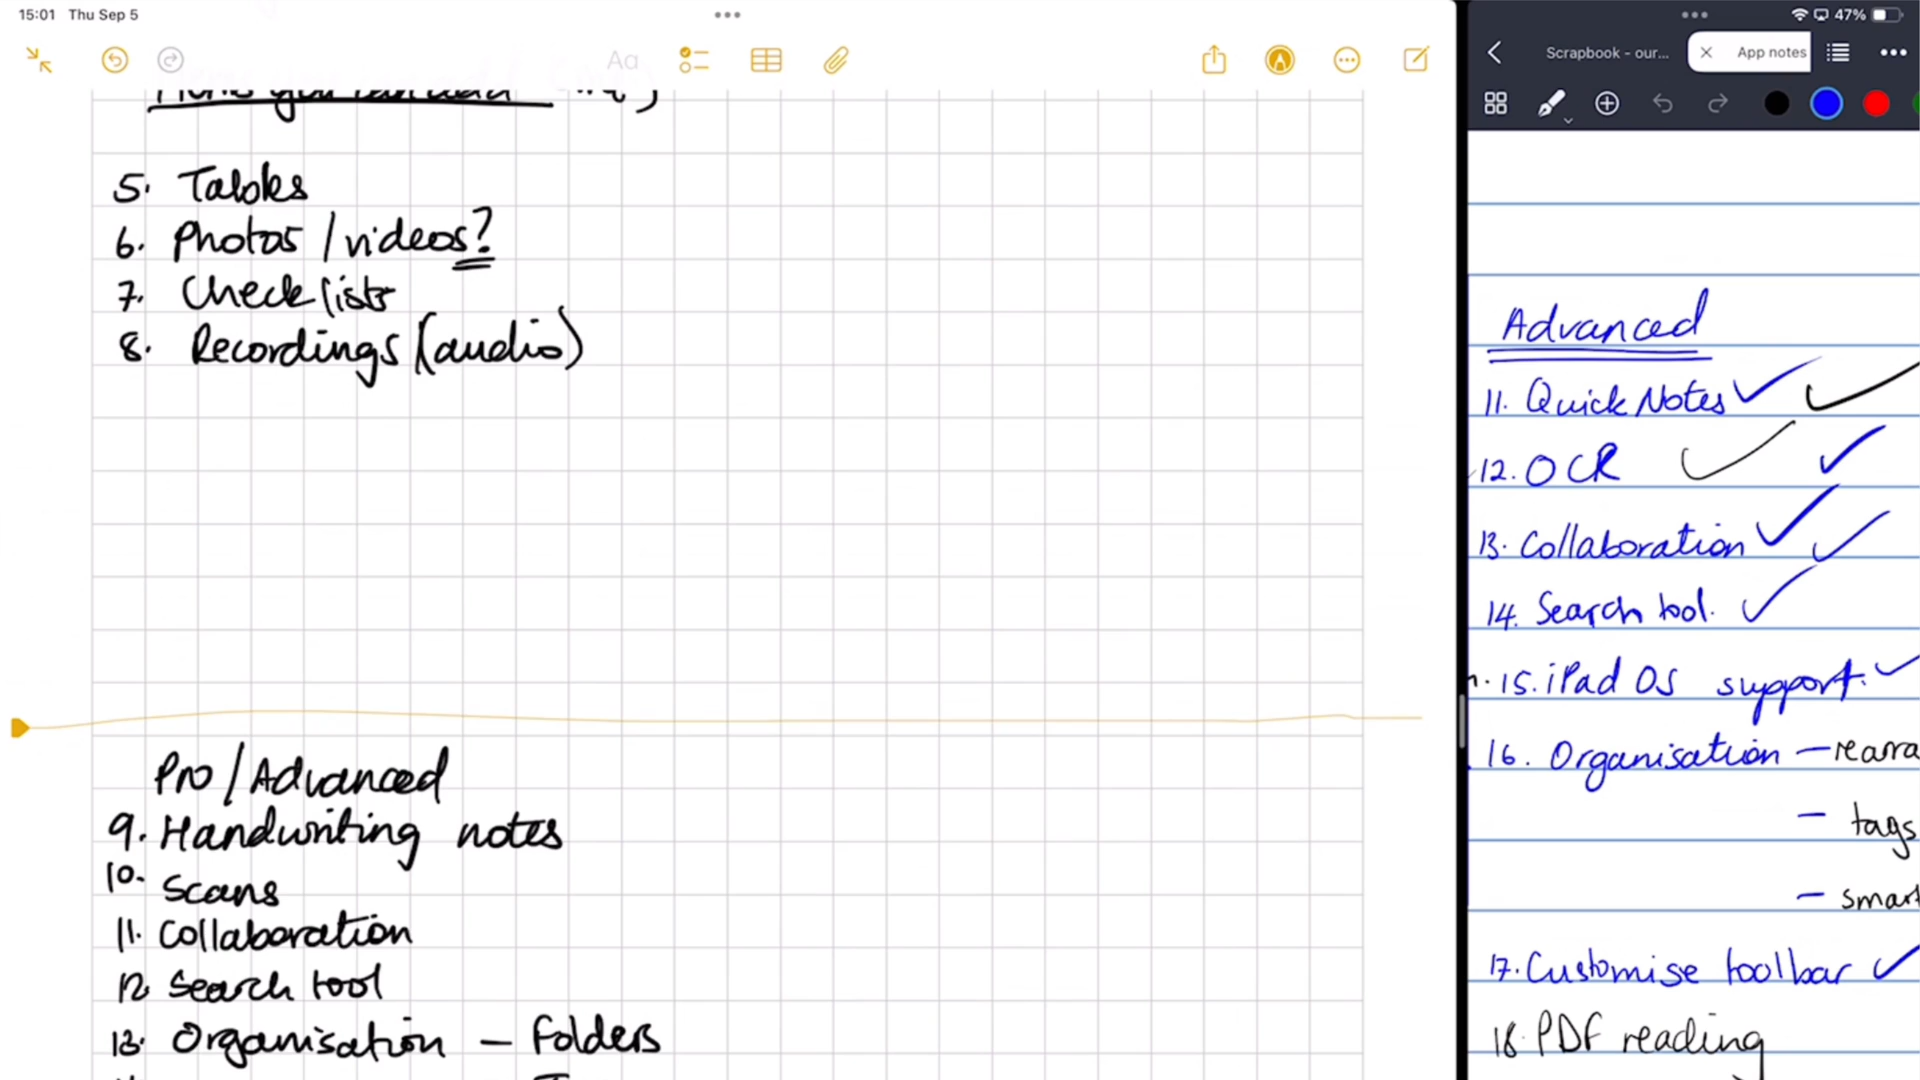 15:01 Thu Sep 5
Aa
5. Tables
6. Photos / videos?
7. Checklists
8. Recordings (audio)
Pro / Advanced
9. Handwriting notes
10. Scans
11. Collaboration
12. Search tool
13. Organisation – Folders
47%
Scrapbook - our...
App notes
Advanced
11. Quick Notes ✓ ✓
12. OCR ✓ ✓
13. Collaboration ✓ ✓
14. Search tool. ✓
15. iPad OS support. ✓
16. Organisation – rearra
– tags
– smart
17. Customise toolbar ✓
18. PDF reading